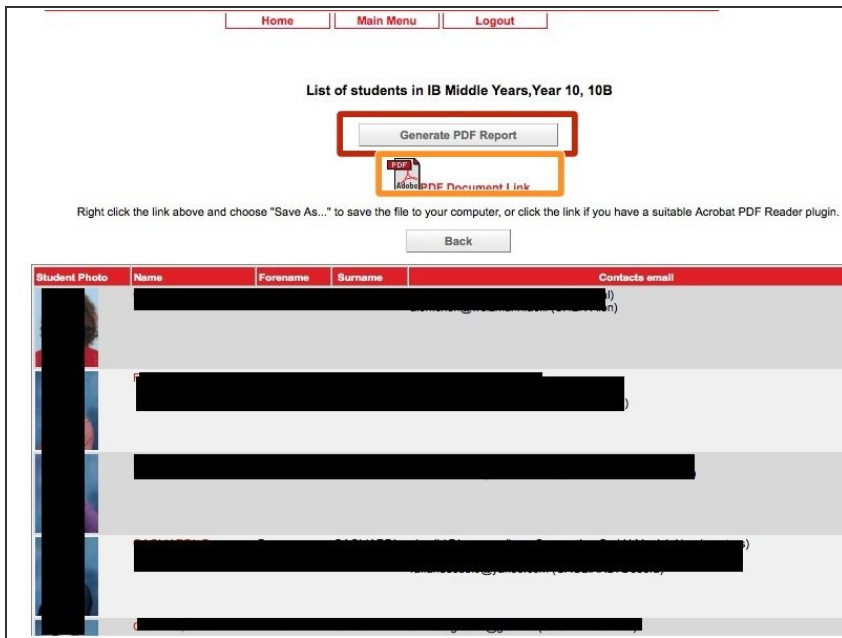 Home Main Menu Logout
List of students in IB Middle Years,Year 10, 10B
Generate PDF Report
PDF
Adobe
PDF Document Link
Right click the link above and choose "Save As..." to save the file to your computer, or click the link if you have a suitable Acrobat PDF Reader plugin.
Back
Student Photo Name Forename Surname Contacts email